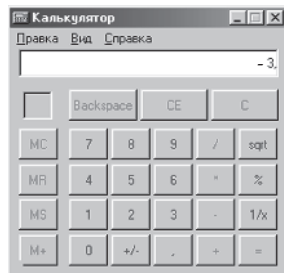 Калькулятор
Правка Вид Справка
- 3,
Backspace CE C
MC 7 8 9 / sqrt
MR 4 5 6 * %
MS 1 2 3 - 1/x
M+ 0 +/- , + =